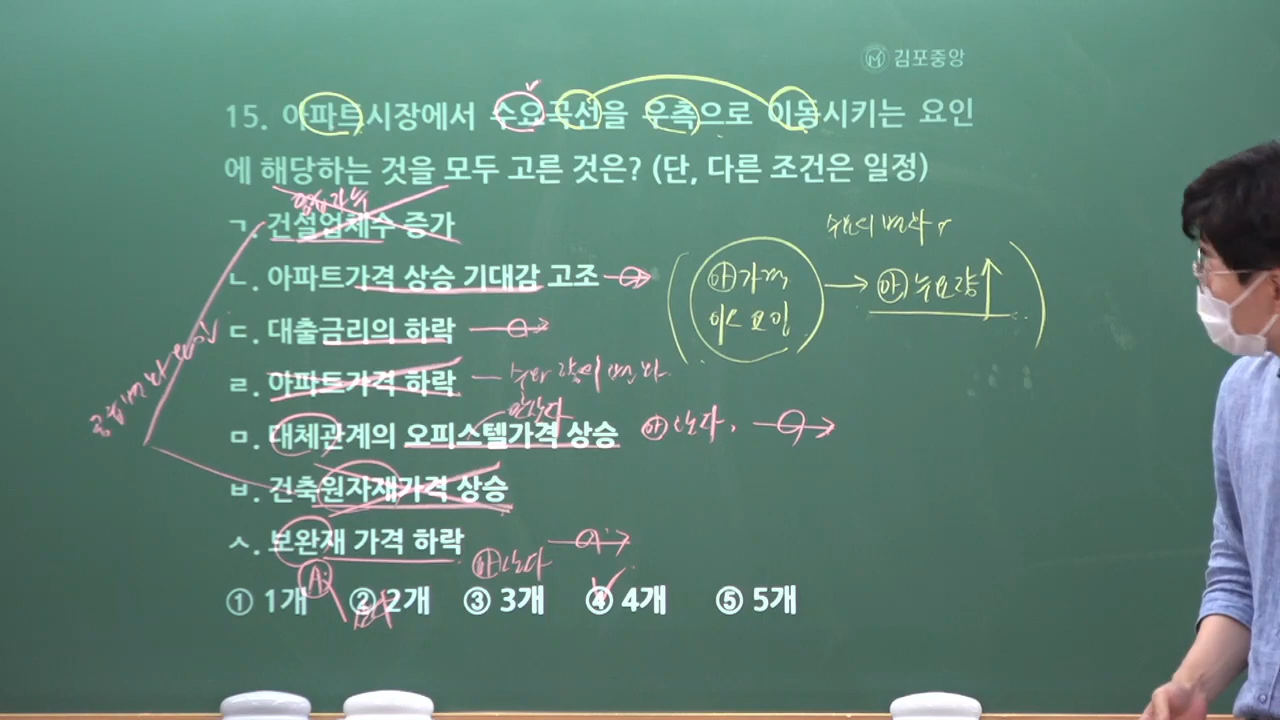 김포중앙
15. 아파트시장에서 수요곡선을 우측으로 이동시키는 요인
에 해당하는 것을 모두 고른 것은? (단, 다른 조건은 일정)
ㄱ. 건설업체수 증가
수요의 변화
ㄴ. 아파트가격 상승 기대감 고조
아 가격
아 수요량
ㄷ. 대출금리의 하락
ㄹ. 아파트가격 하락
ㅁ. 대체관계의 오피스텔가격 상승
아
ㅂ. 건축원자재가격 상승
ㅅ. 보완재 가격 하락
아
A
① 1개 ② 2개 ③ 3개 ④ 4개 ⑤ 5개